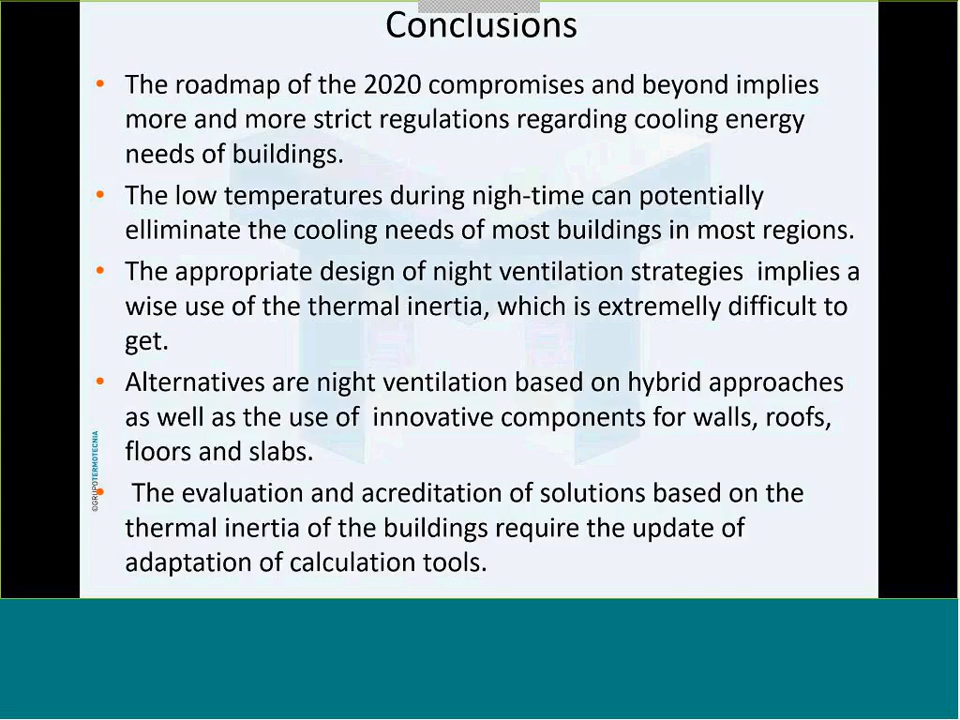 Conclusions
• The roadmap of the 2020 compromises and beyond implies
more and more strict regulations regarding cooling energy
needs of buildings.
• The low temperatures during nigh-time can potentially
elliminate the cooling needs of most buildings in most regions.
• The appropriate design of night ventilation strategies  implies a
wise use of the thermal inertia, which is extremelly difficult to
get.
• Alternatives are night ventilation based on hybrid approaches
as well as the use of  innovative components for walls, roofs,
floors and slabs.
•  The evaluation and acreditation of solutions based on the
thermal inertia of the buildings require the update of
adaptation of calculation tools.
©GRUPOTERMOTECNIA